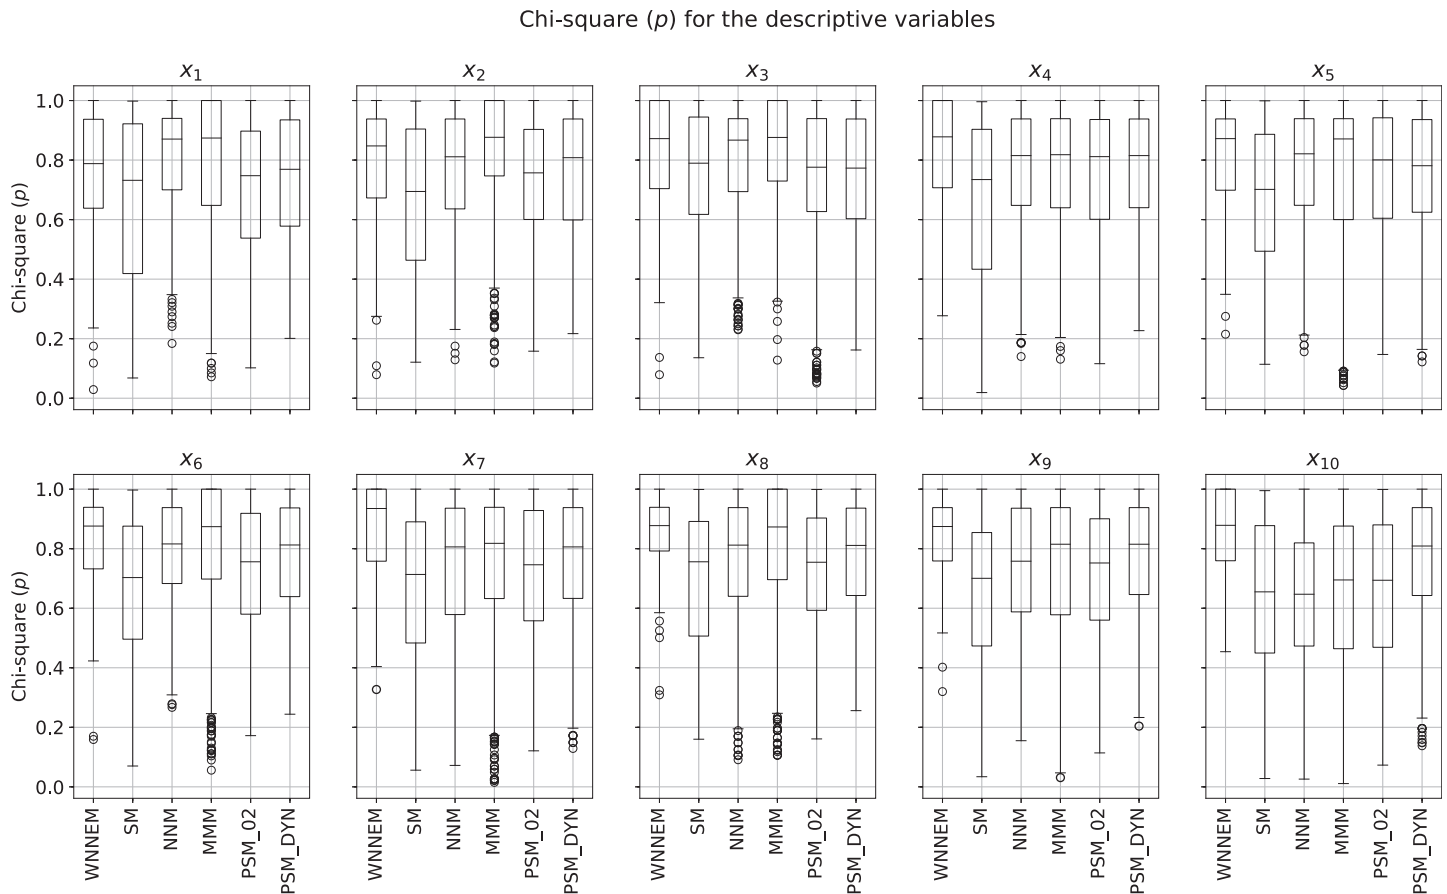 Chi-square (p) for the descriptive variables
x1 x2 x3 x4 x5
1.0
0.8
0.6
0.4
0.2
0.0
Chi-square (p)
x6 x7 x8 x9 x10
1.0
0.8
0.6
0.4
0.2
0.0
Chi-square (p)
WNNEM SM NNM MMM PSM_02 PSM_DYN WNNEM SM NNM MMM PSM_02 PSM_DYN WNNEM SM NNM MMM PSM_02 PSM_DYN WNNEM SM NNM MMM PSM_02 PSM_DYN WNNEM SM NNM MMM PSM_02 PSM_DYN